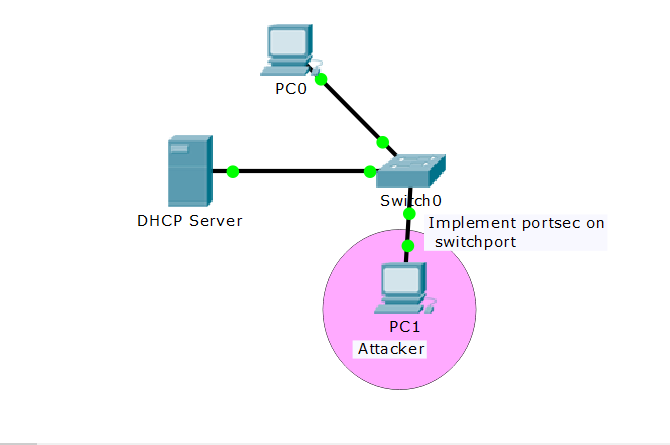 PC0
DHCP Server
Switch0
Implement portsec on
switchport
PC1
Attacker